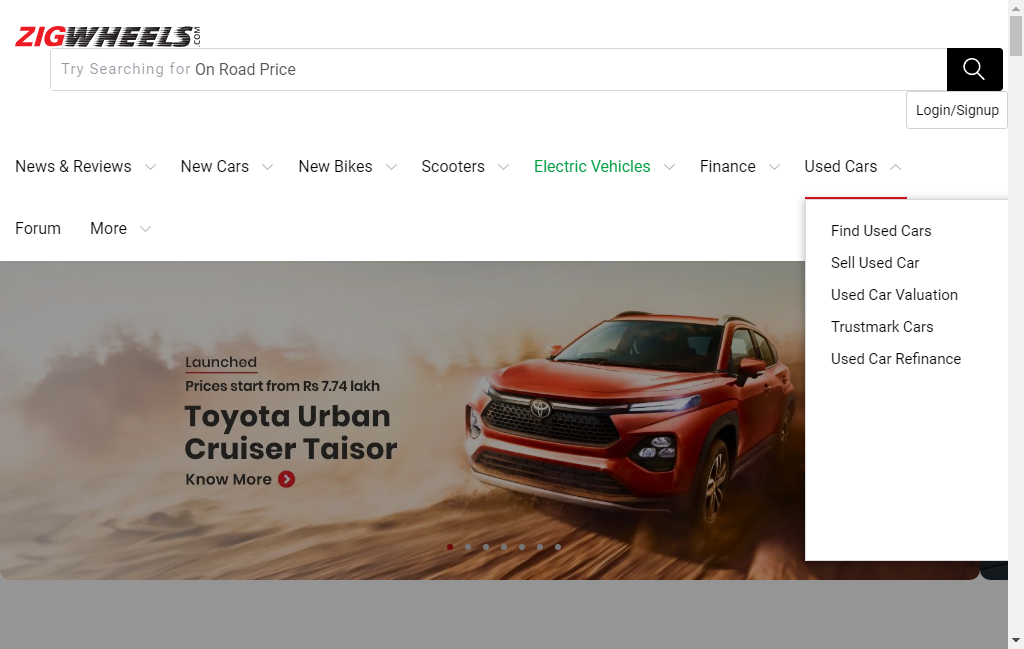 ZIGWHEELS.COM
Try Searching for On Road Price
Login/Signup
News & Reviews
New Cars
New Bikes
Scooters
Electric Vehicles
Finance
Used Cars
Forum
More
Find Used Cars
Sell Used Car
Used Car Valuation
Trustmark Cars
Used Car Refinance
Launched
Prices start from Rs 7.74 lakh
Toyota Urban
Cruiser Taisor
Know More